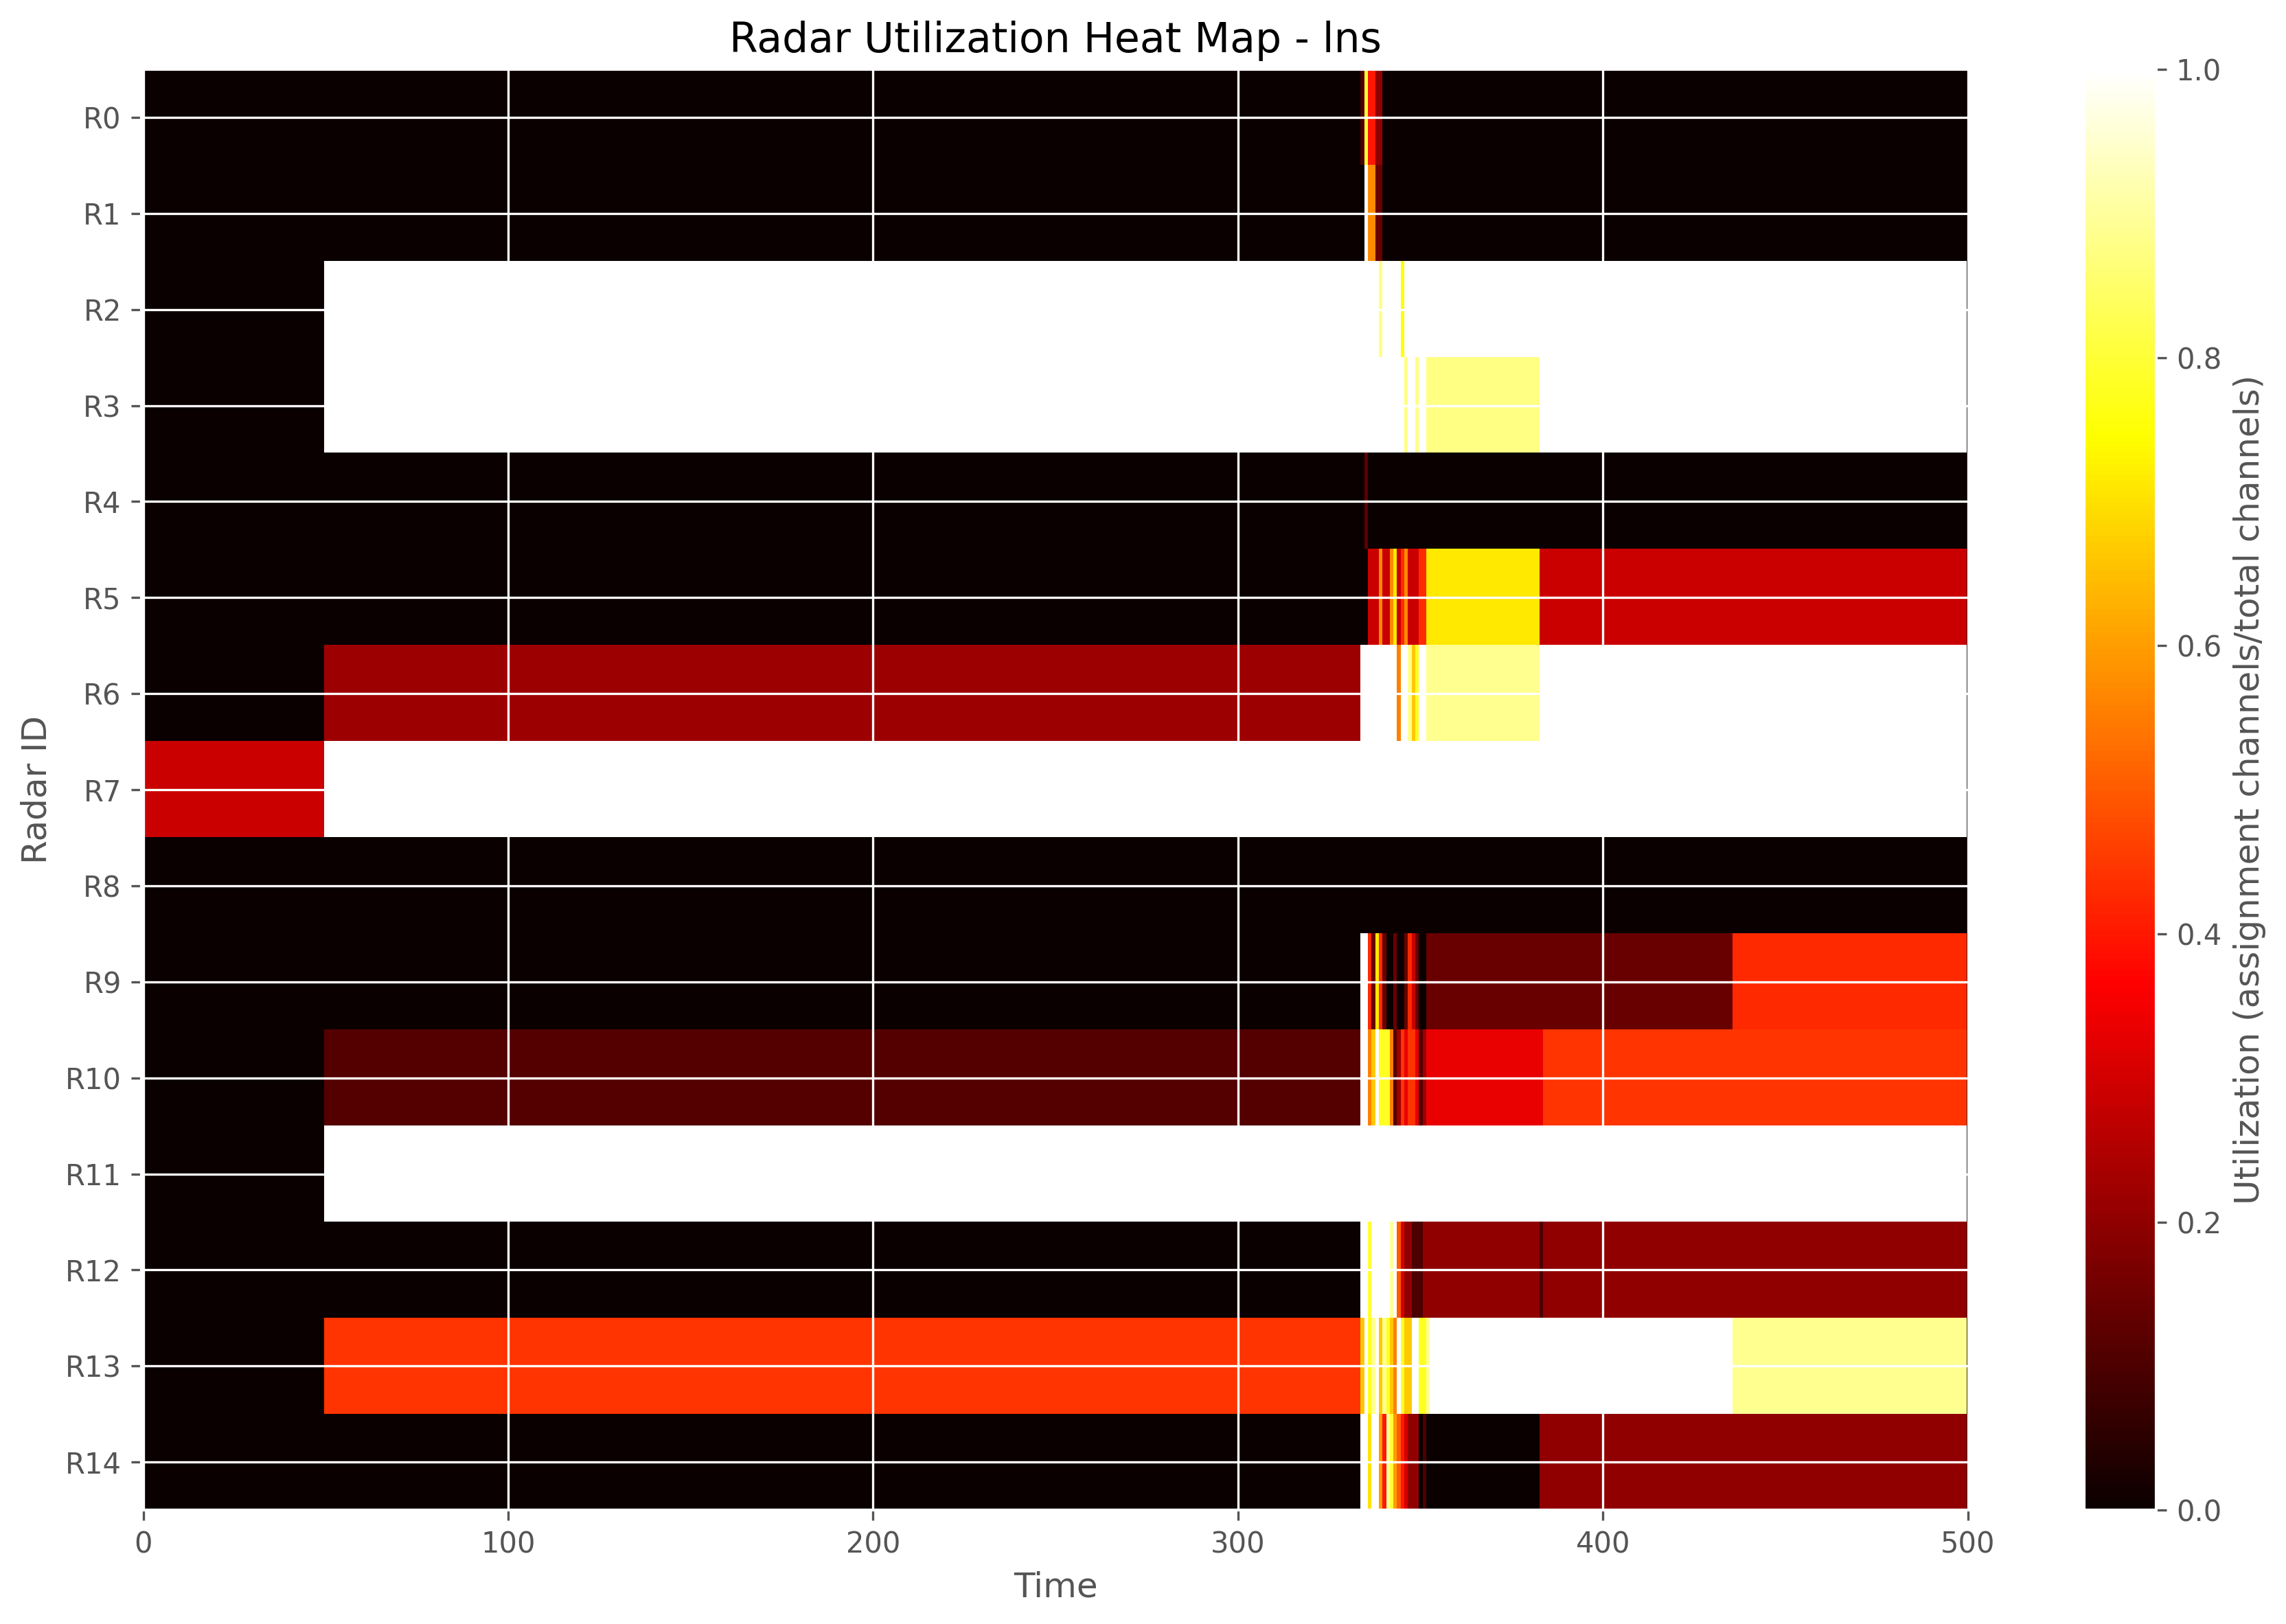 Radar Utilization Heat Map - lns
R0
R1
R2
R3
R4
R5
R6
R7
R8
R9
R10
R11
R12
R13
R14
Radar ID
0
100
200
300
400
500
Time
1.0
0.8
0.6
0.4
0.2
0.0
Utilization (assignment channels/total channels)